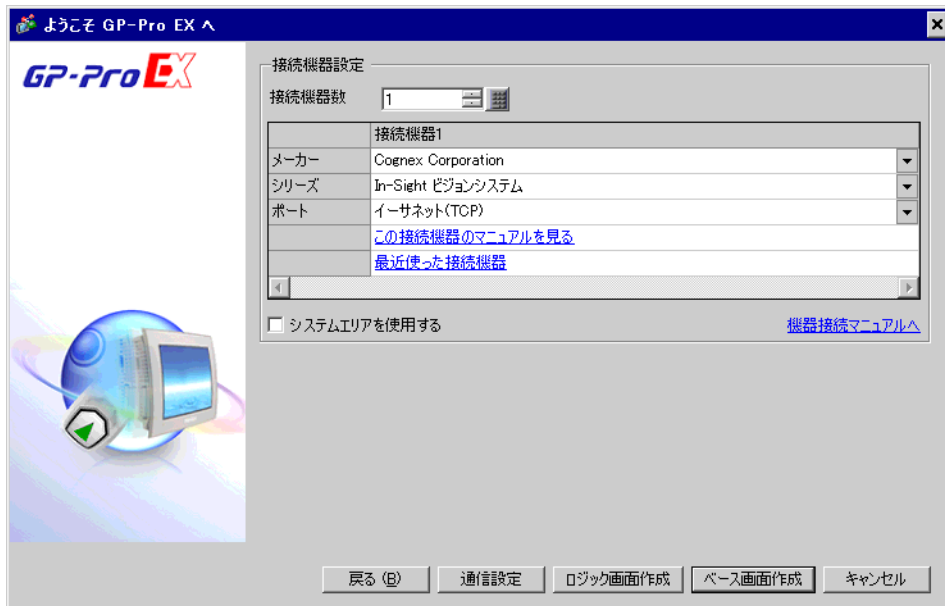 ようこそ GP-Pro EX へ
GP-Pro EX
接続機器設定
接続機器数 1
接続機器1
メーカー Cognex Corporation
シリーズ In-Sight ビジョンシステム
ポート イーサネット(TCP)
この接続機器のマニュアルを見る
最近使った接続機器
システムエリアを使用する 機器接続マニュアルへ
戻る (B) 通信設定 ロジック画面作成 ベース画面作成 キャンセル